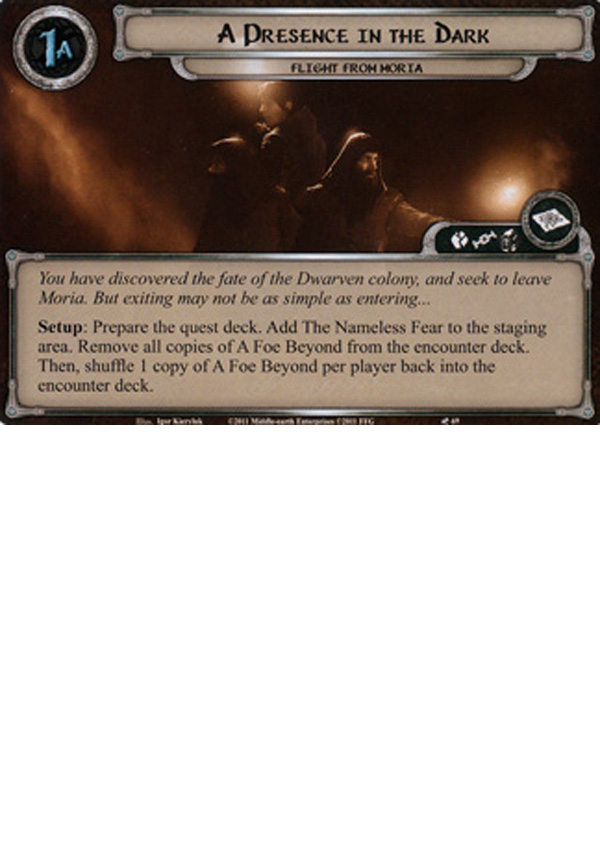 1A
A Presence in the Dark
Flight from Moria
You have discovered the fate of the Dwarven colony, and seek to leave
Moria. But exiting may not be as simple as entering...
Setup: Prepare the quest deck. Add The Nameless Fear to the staging
area. Remove all copies of A Foe Beyond from the encounter deck.
Then, shuffle 1 copy of A Foe Beyond per player back into the
encounter deck.
Illus. Igor Kieryluk ©2011 Middle-earth Enterprises ©2011 FFG 69